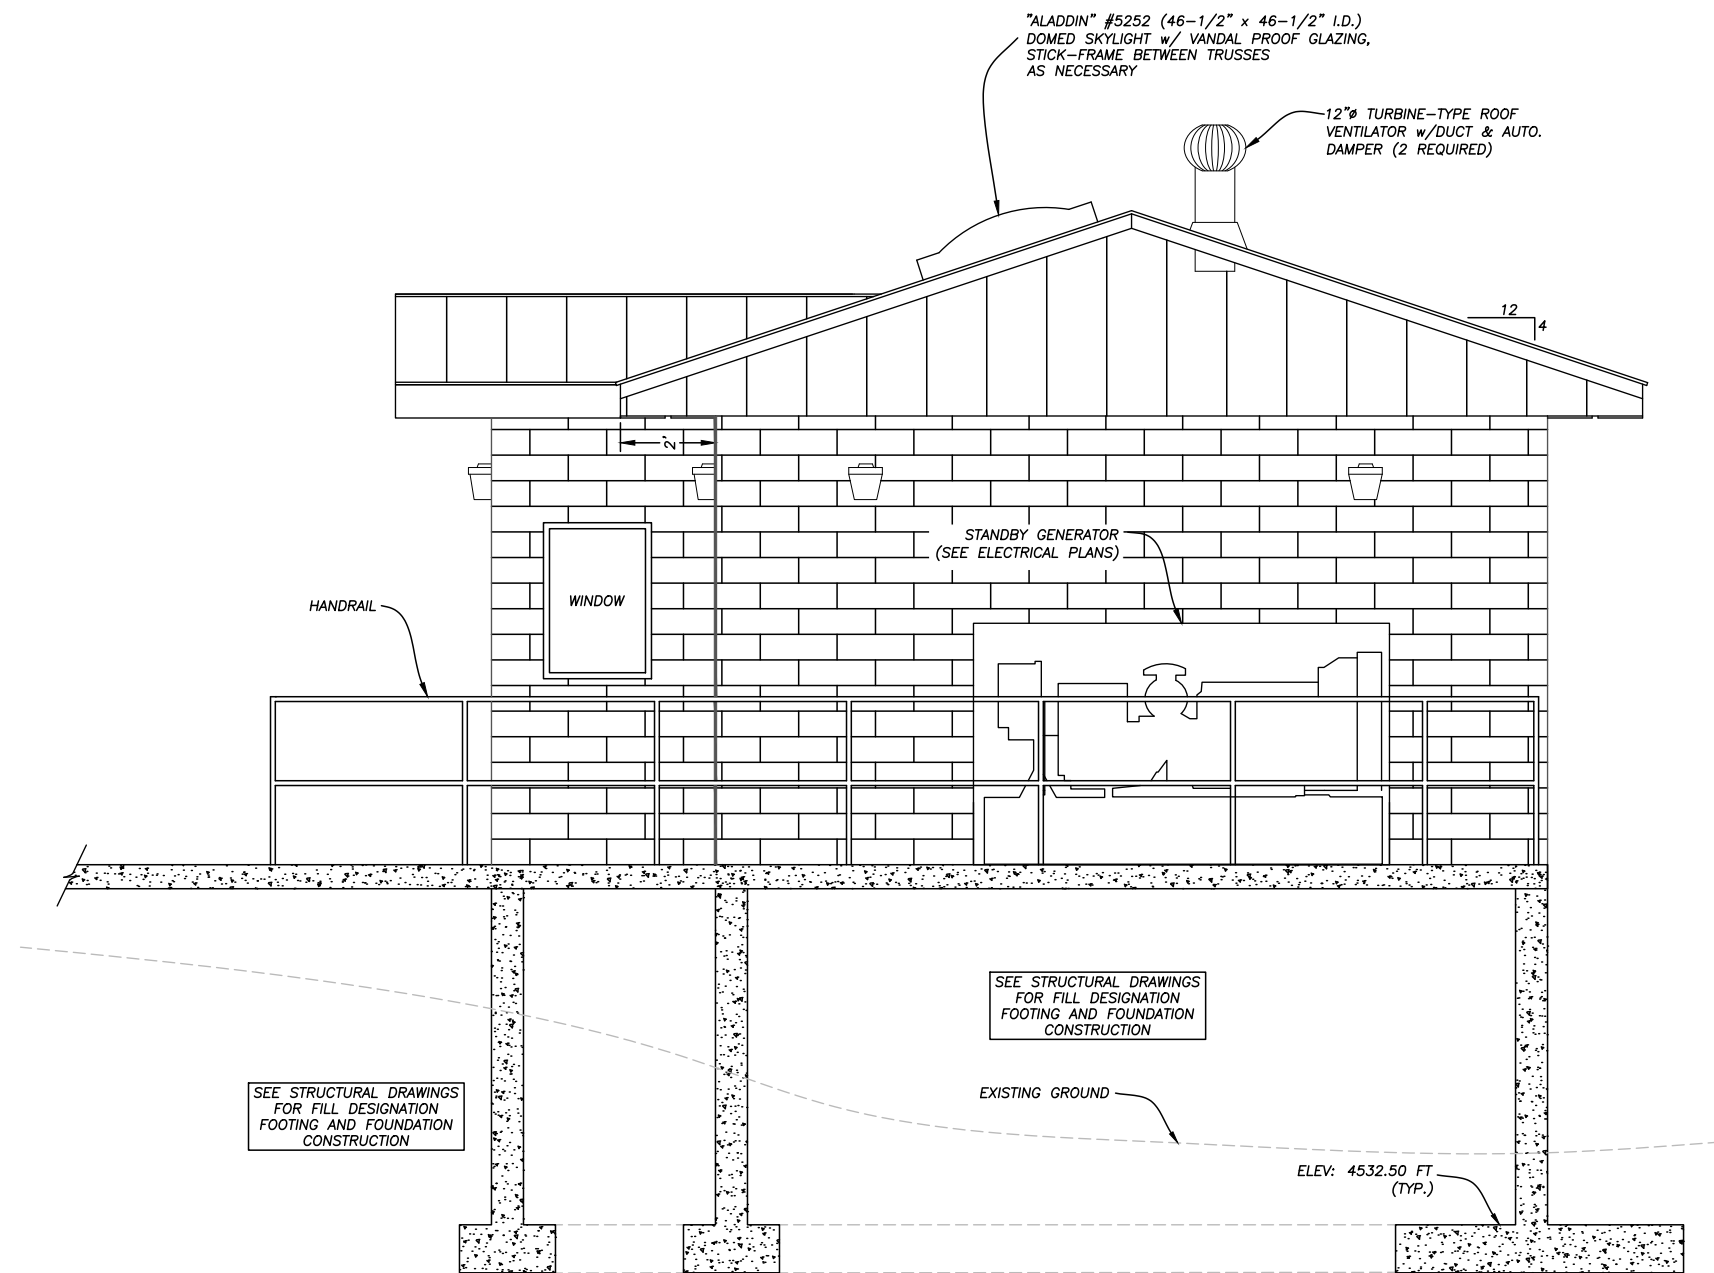 "ALADDIN" #5252 (46-1/2" x 46-1/2" I.D.)
DOMED SKYLIGHT w/ VANDAL PROOF GLAZING,
STICK-FRAME BETWEEN TRUSSES
AS NECESSARY
12"ø TURBINE-TYPE ROOF
VENTILATOR w/DUCT & AUTO.
DAMPER (2 REQUIRED)
12
4
2'
STANDBY GENERATOR
(SEE ELECTRICAL PLANS)
WINDOW
HANDRAIL
SEE STRUCTURAL DRAWINGS
FOR FILL DESIGNATION
FOOTING AND FOUNDATION
CONSTRUCTION
SEE STRUCTURAL DRAWINGS
FOR FILL DESIGNATION
FOOTING AND FOUNDATION
CONSTRUCTION
EXISTING GROUND
ELEV: 4532.50 FT
(TYP.)